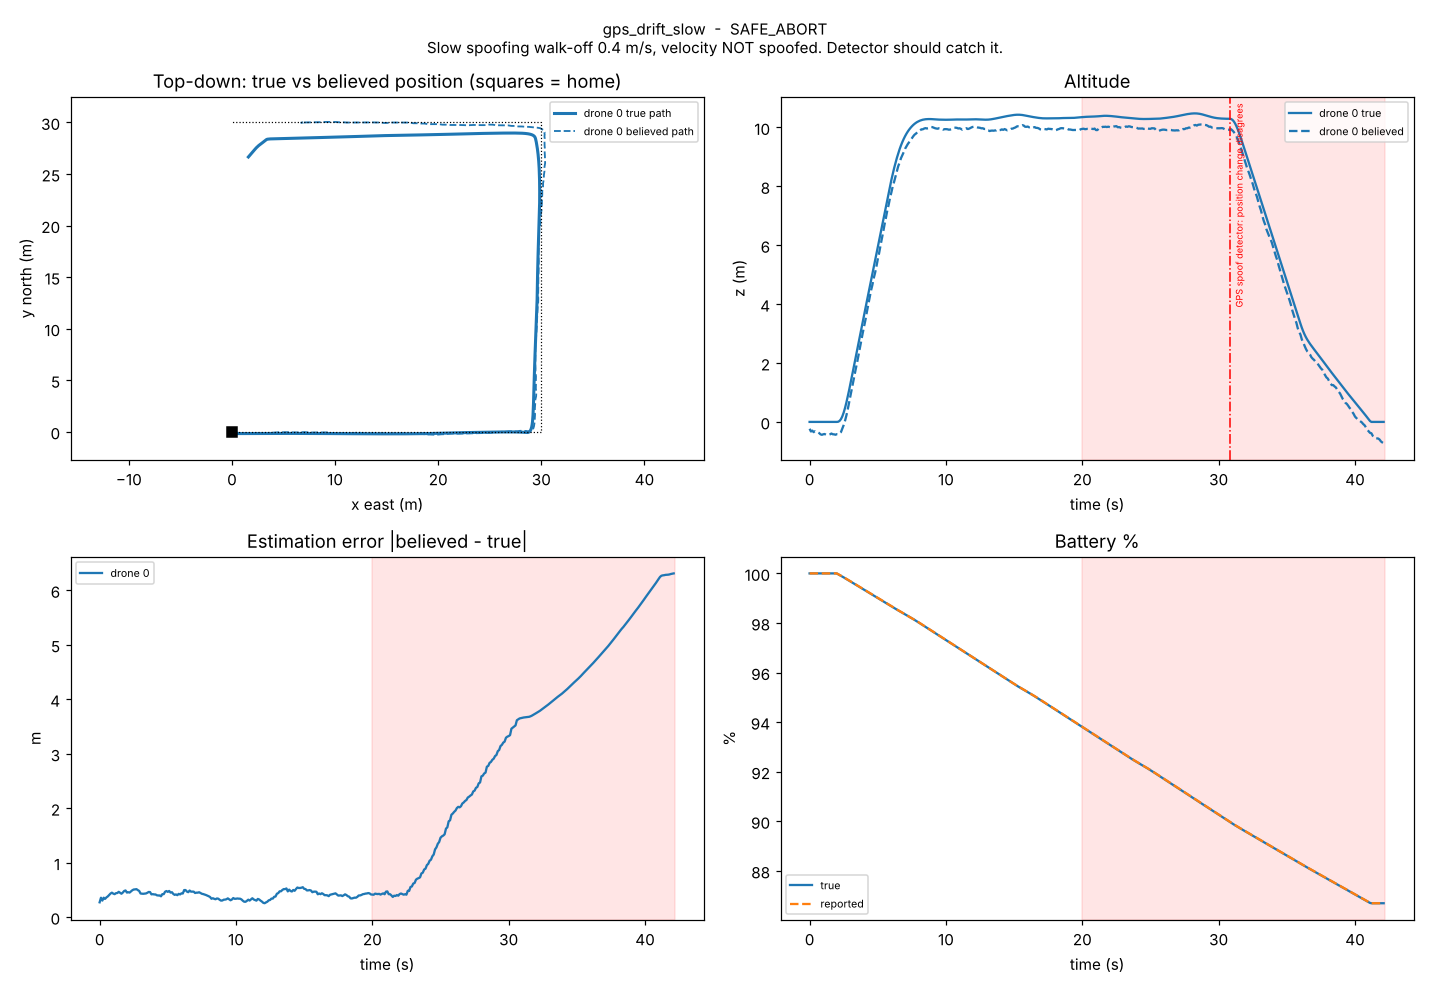 gps_drift_slow - SAFE_ABORT
Slow spoofing walk-off 0.4 m/s, velocity NOT spoofed. Detector should catch it.
Top-down: true vs believed position (squares = home)
drone 0 true path
drone 0 believed path
y north (m)
30
25
20
15
10
5
0
−10
0
10
20
30
40
x east (m)
Altitude
drone 0 true
drone 0 believed
GPS spoof detector: position change disagrees
z (m)
10
8
6
4
2
0
0
10
20
30
40
time (s)
Estimation error |believed - true|
drone 0
m
6
5
4
3
2
1
0
0
10
20
30
40
time (s)
Battery %
true
reported
%
100
98
96
94
92
90
88
0
10
20
30
40
time (s)